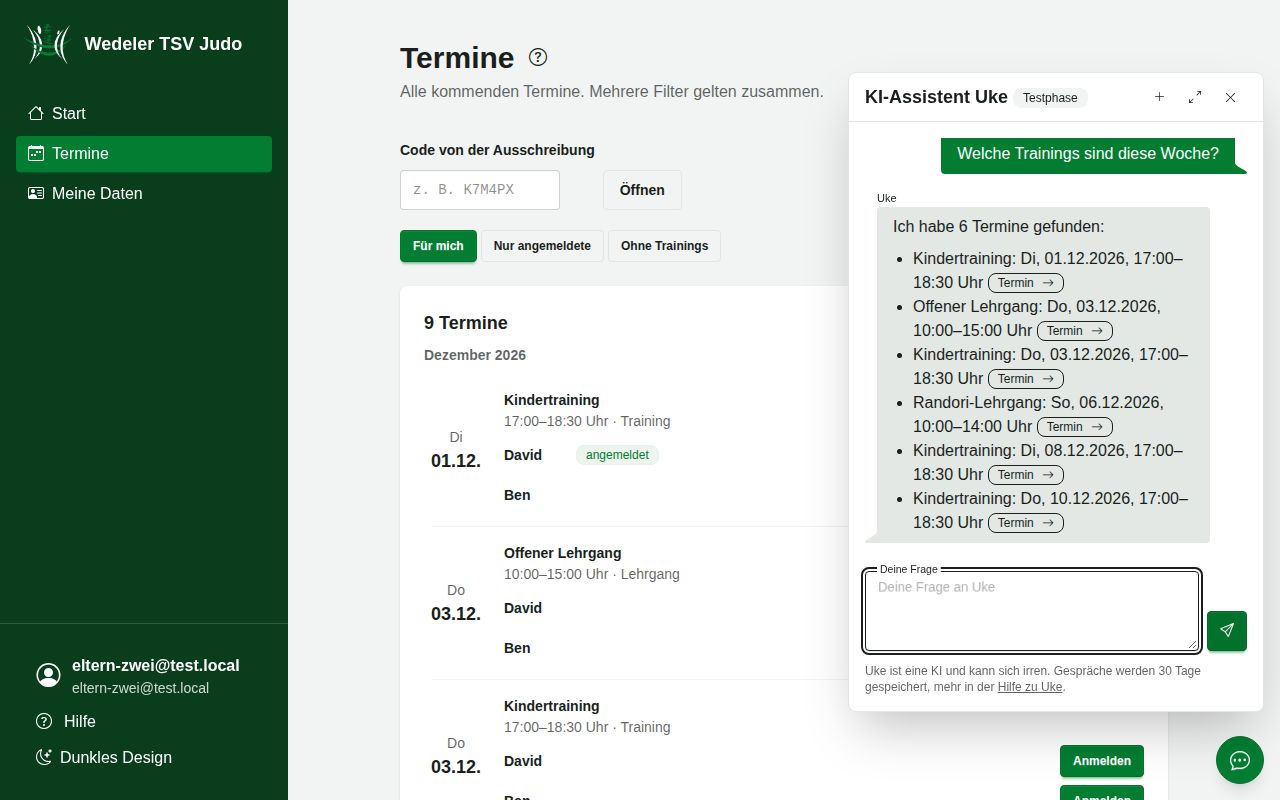 Wedeler TSV Judo
Start
Termine
Meine Daten
eltern-zwei@test.local
eltern-zwei@test.local
Hilfe
Dunkles Design
Termine
Alle kommenden Termine. Mehrere Filter gelten zusammen.
Code von der Ausschreibung
z. B. K7M4PX
Öffnen
Für mich
Nur angemeldete
Ohne Trainings
9 Termine
Dezember 2026
Di
01.12.
Kindertraining
17:00–18:30 Uhr · Training
David angemeldet
Ben
Do
03.12.
Offener Lehrgang
10:00–15:00 Uhr · Lehrgang
David
Ben
Do
03.12.
Kindertraining
17:00–18:30 Uhr · Training
David
Anmelden
Ben
Anmelden
KI-Assistent Uke Testphase
Welche Trainings sind diese Woche?
Uke
Ich habe 6 Termine gefunden:
Kindertraining: Di, 01.12.2026, 17:00–
18:30 Uhr Termin →
Offener Lehrgang: Do, 03.12.2026,
10:00–15:00 Uhr Termin →
Kindertraining: Do, 03.12.2026, 17:00–
18:30 Uhr Termin →
Randori-Lehrgang: So, 06.12.2026,
10:00–14:00 Uhr Termin →
Kindertraining: Di, 08.12.2026, 17:00–
18:30 Uhr Termin →
Kindertraining: Do, 10.12.2026, 17:00–
18:30 Uhr Termin →
Deine Frage
Deine Frage an Uke
Uke ist eine KI und kann sich irren. Gespräche werden 30 Tage
gespeichert, mehr in der Hilfe zu Uke.